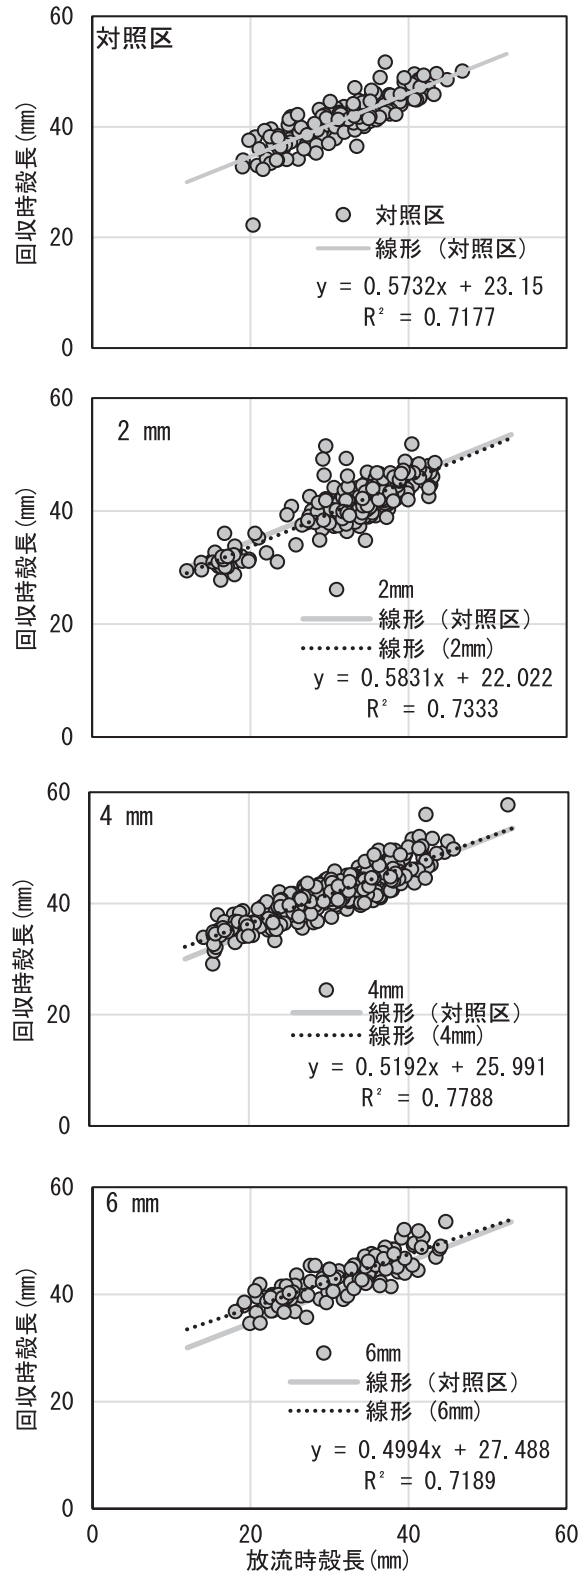 60
対照区
40
20
0
回収時殻長(mm)
対照区
線形 (対照区)
y = 0.5732x + 23.15
R² = 0.7177
60
2 mm
40
20
0
回収時殻長(mm)
2mm
線形 (対照区)
線形 (2mm)
y = 0.5831x + 22.022
R² = 0.7333
60
4 mm
40
20
0
回収時殻長(mm)
4mm
線形 (対照区)
線形 (4mm)
y = 0.5192x + 25.991
R² = 0.7788
60
6 mm
40
20
0
回収時殻長(mm)
6mm
線形 (対照区)
線形 (6mm)
y = 0.4994x + 27.488
R² = 0.7189
0 20 40 60
放流時殻長(mm)